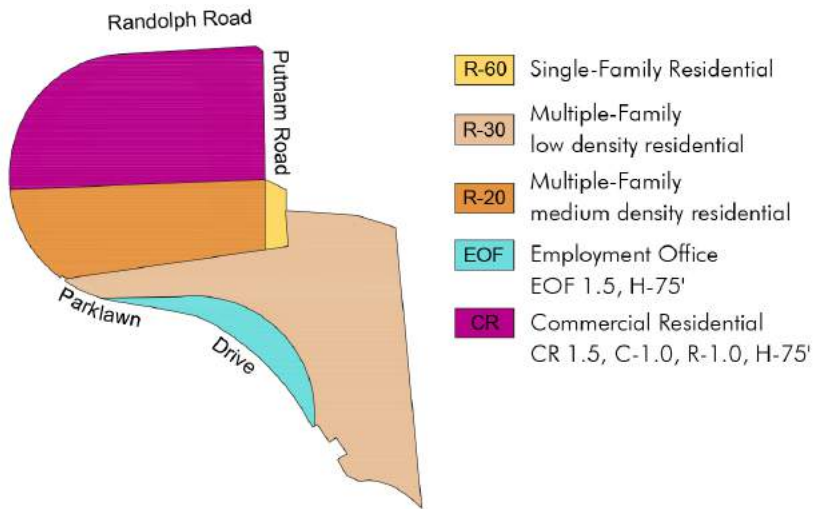 Randolph Road
Putnam Road
Parklawn
Drive
R-60 Single-Family Residential
R-30 Multiple-Family
low density residential
R-20 Multiple-Family
medium density residential
EOF Employment Office
EOF 1.5, H-75'
CR Commercial Residential
CR 1.5, C-1.0, R-1.0, H-75'